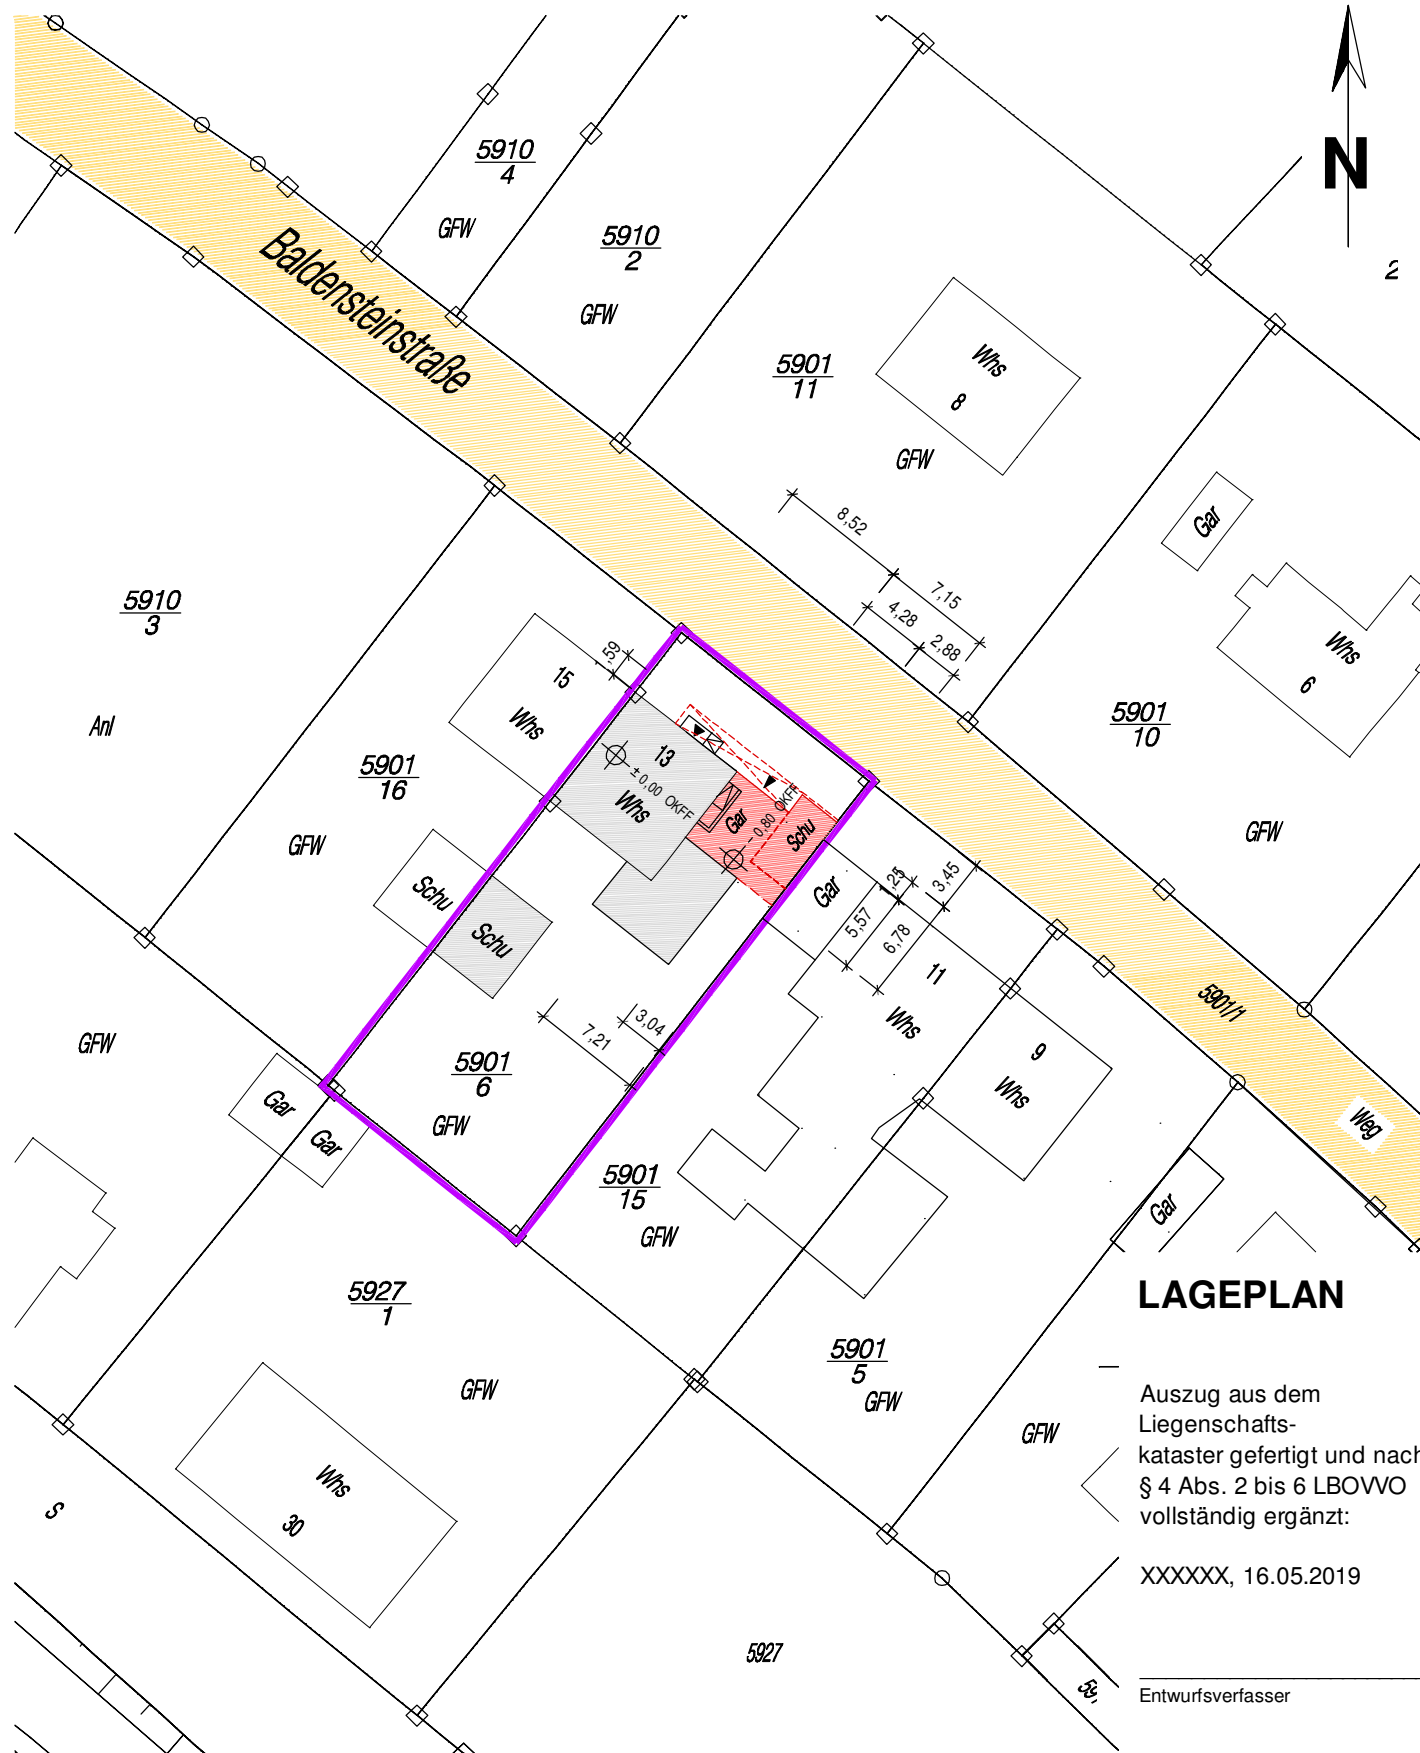 N
5910
4
GFW
5910
2
GFW
2
Baldensteinstraße
5901
11
Whs
8
GFW
Gar
8,52
7,15
4,28
2,88
5910
3
Anl
Whs
6
5901
10
GFW
15
Whs
,59
13
Whs
±0,00 OKFF
Gar
-0,80 OKFF
Schu
5901
16
GFW
Schu
Schu
Gar
1,25
3,45
5,57
6,78
11
Whs
5901/1
9
Whs
Weg
GFW
7,21
3,04
5901
6
GFW
Gar
Gar
5901
15
GFW
Gar
5927
1
GFW
5901
5
GFW
GFW
Whs
30
S
5927
59
LAGEPLAN
Auszug aus dem
Liegenschafts-
kataster gefertigt und nach
§ 4 Abs. 2 bis 6 LBOVVO
vollständig ergänzt:
XXXXXX, 16.05.2019
Entwurfsverfasser